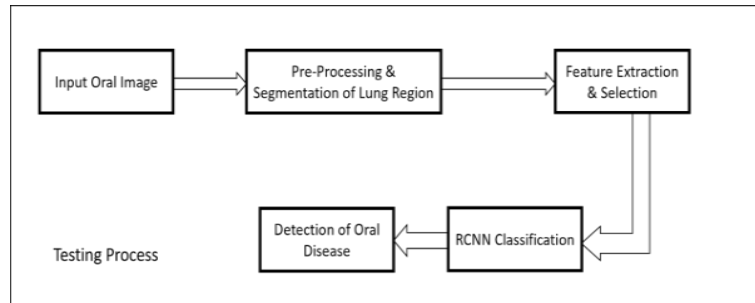 Input Oral Image
Pre-Processing &
Segmentation of Lung Region
Feature Extraction
& Selection
RCNN Classification
Detection of Oral
Disease
Testing Process